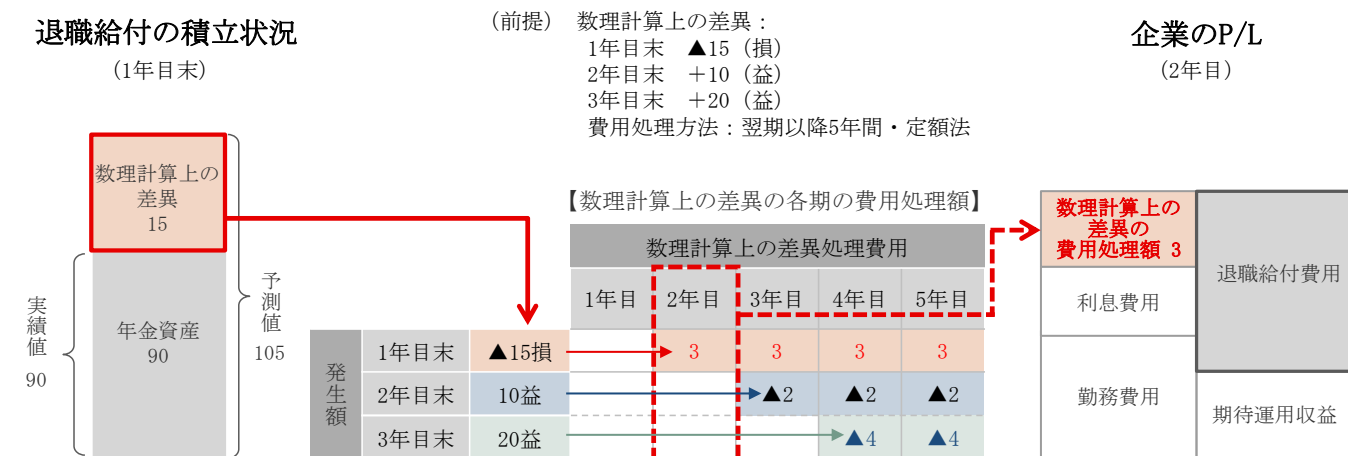 退職給付の積立状況
（1年目末）
（前提） 数理計算上の差異：
1年目末 ▲15（損）
2年目末 ＋10（益）
3年目末 ＋20（益）
費用処理方法：翌期以降5年間・定額法
企業のP/L
（2年目）
数理計算上の
差異
15
年金資産
90
実績値
90
予測値
105
【数理計算上の差異の各期の費用処理額】
数理計算上の差異処理費用
1年目 2年目 3年目 4年目 5年目
発生額
1年目末 ▲15損 3 3 3 3
2年目末 10益 ▲2 ▲2 ▲2
3年目末 20益 ▲4 ▲4
数理計算上の
差異の
費用処理額 3
利息費用
勤務費用
退職給付費用
期待運用収益